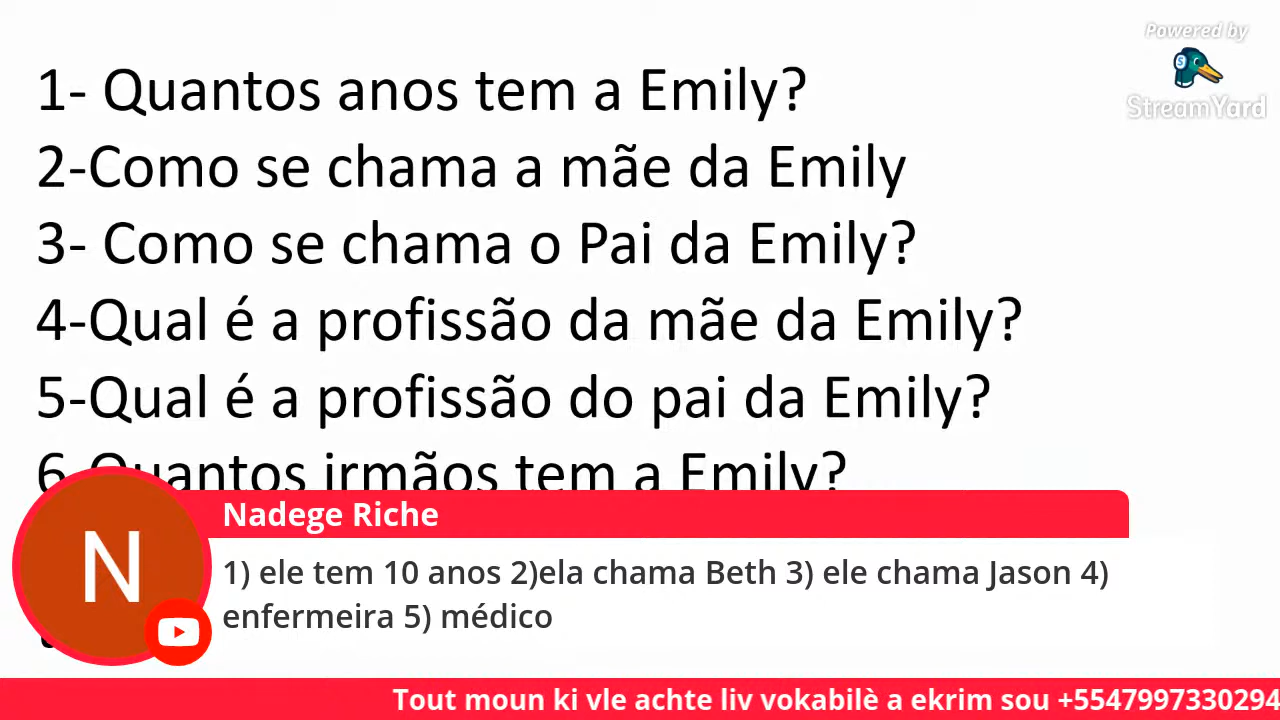 Powered by
StreamYard
1- Quantos anos tem a Emily?
2-Como se chama a mãe da Emily
3- Como se chama o Pai da Emily?
4-Qual é a profissão da mãe da Emily?
5-Qual é a profissão do pai da Emily?
6-Quantos irmãos tem a Emily?
Nadege Riche
N
1) ele tem 10 anos 2)ela chama Beth 3) ele chama Jason 4)
enfermeira 5) médico
Tout moun ki vle achte liv vokabilè a ekrim sou +5547997330294